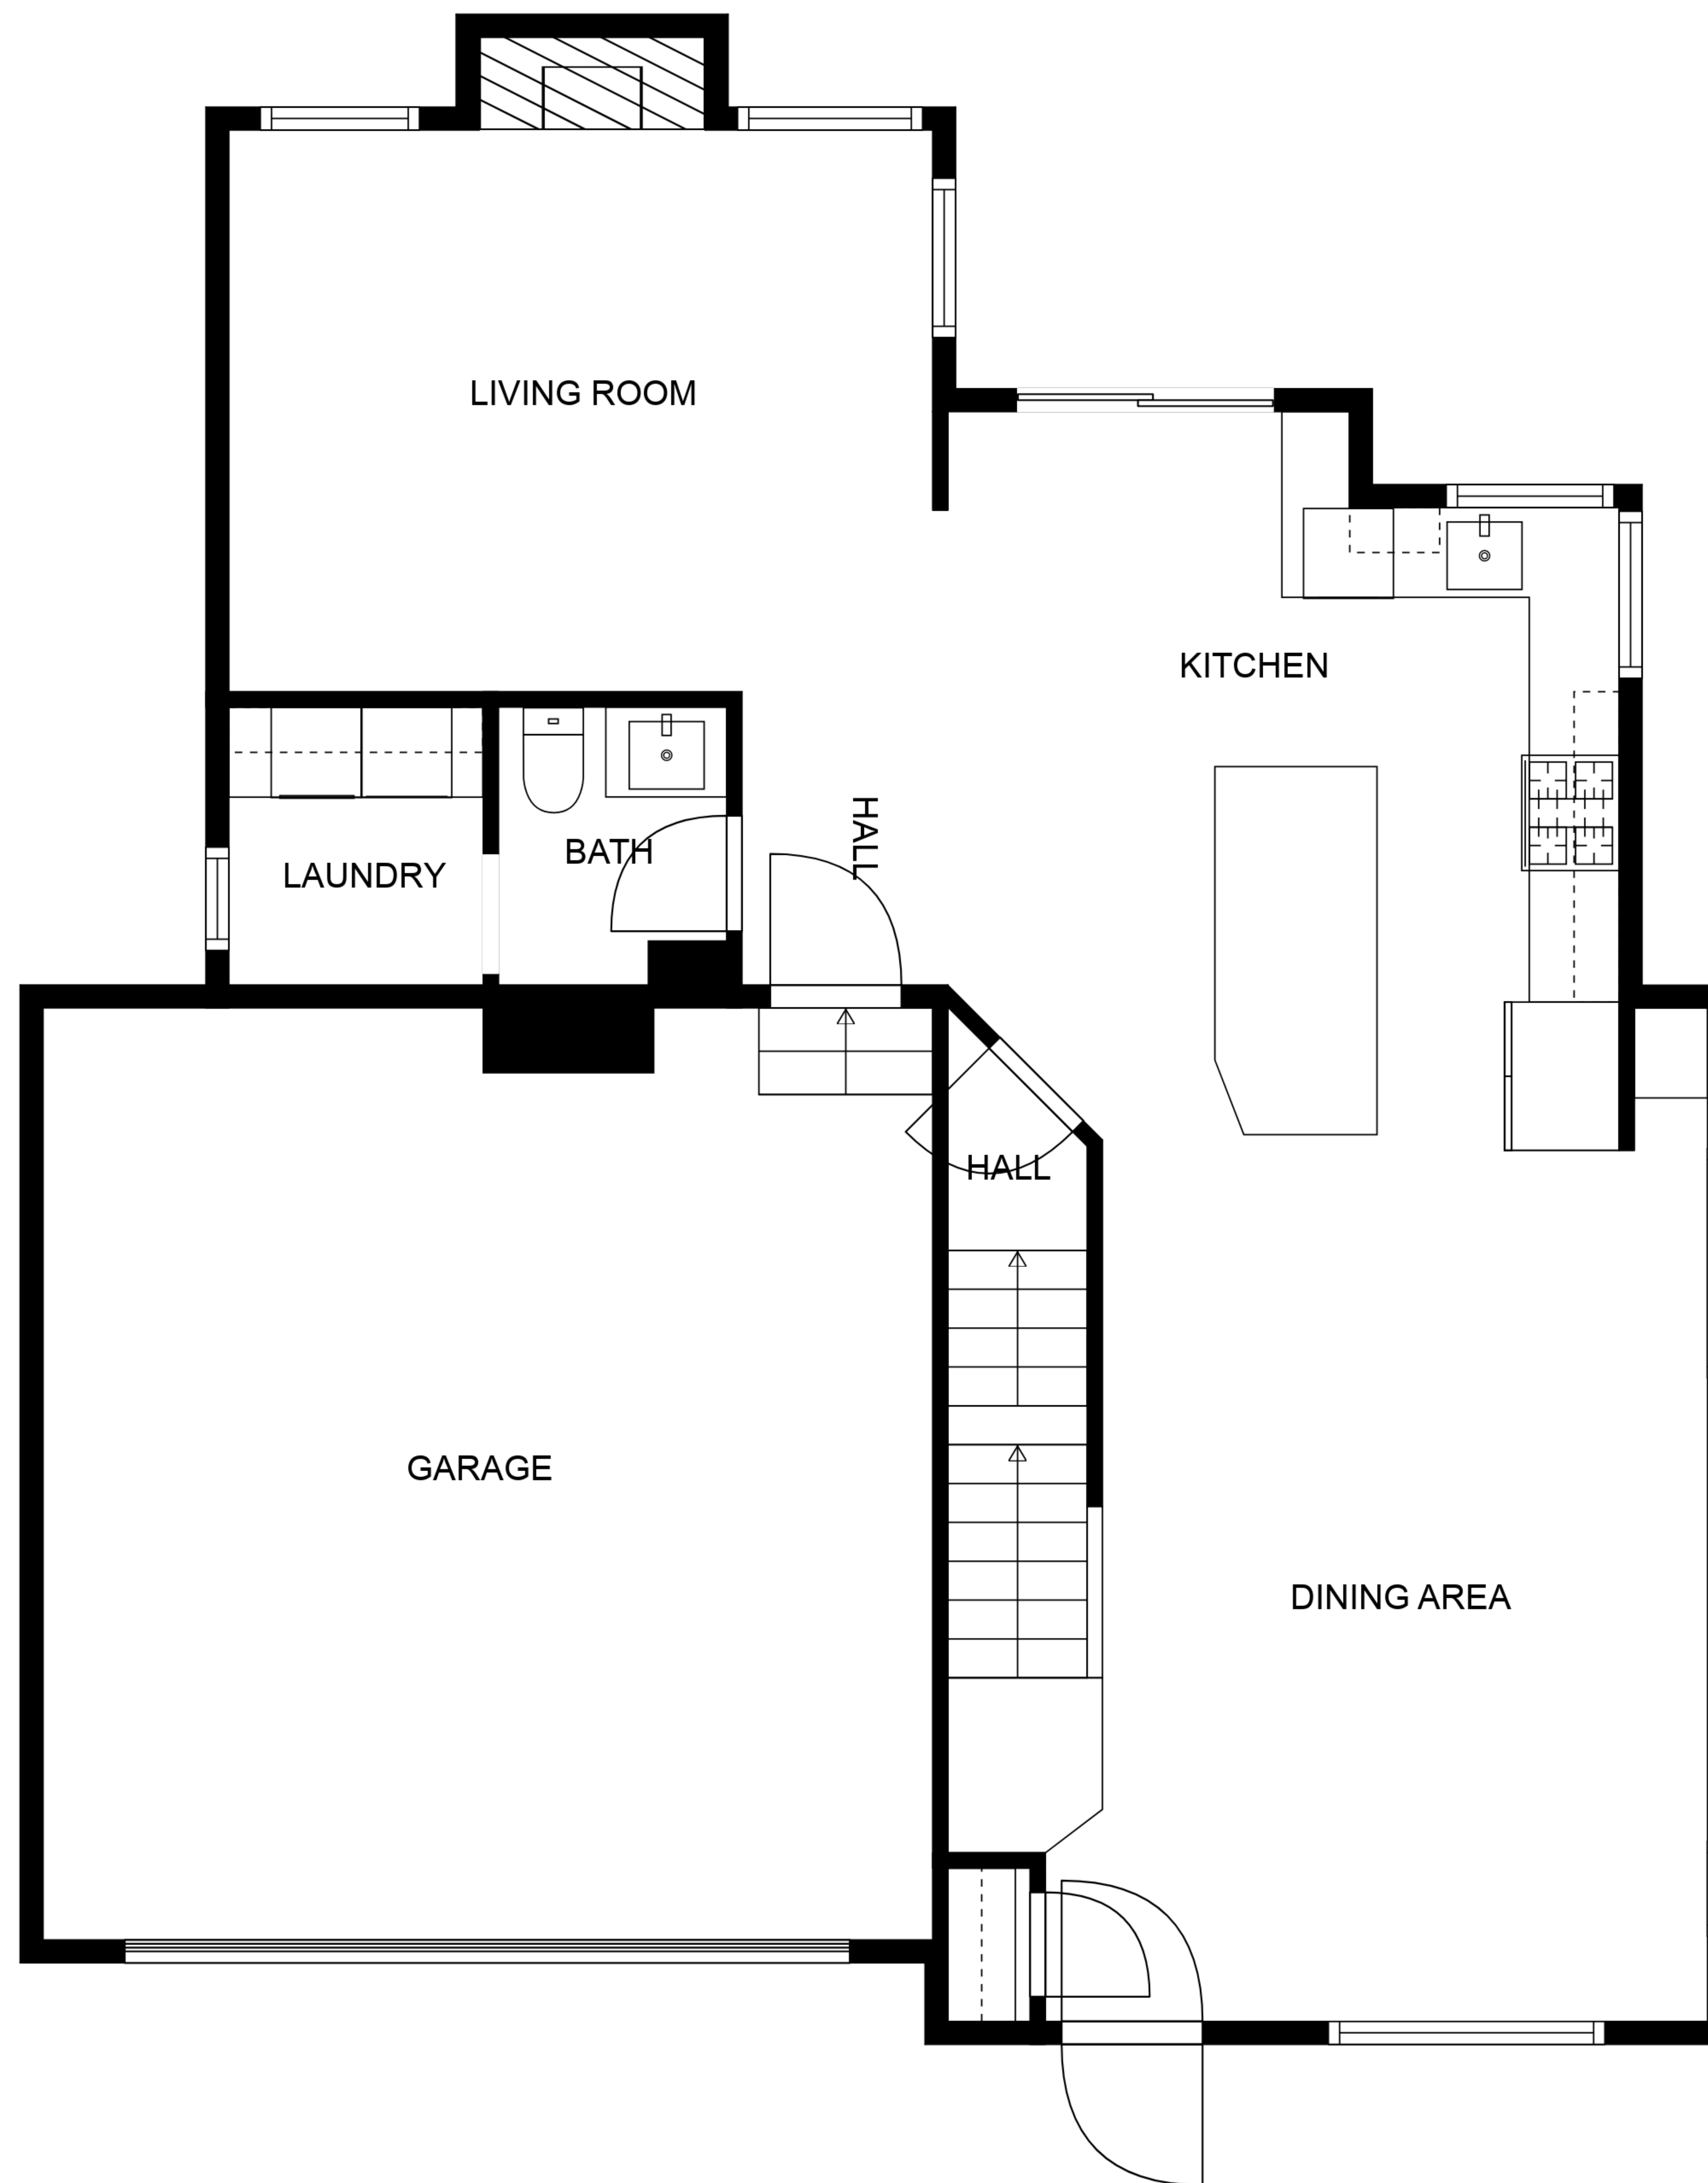 LIVING ROOM
KITCHEN
HALL
BATH
LAUNDRY
HALL
GARAGE
DINING AREA